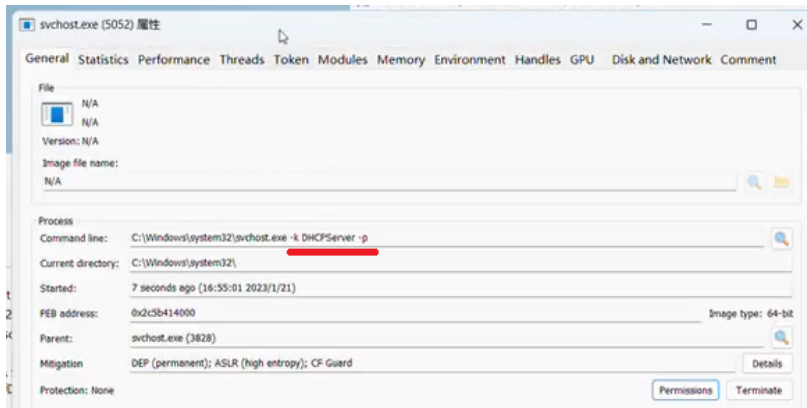 svchost.exe (5052) 属性
General Statistics Performance Threads Token Modules Memory Environment Handles GPU Disk and Network Comment
File
N/A
N/A
Version: N/A
Image file name:
N/A
Process
Command line: C:\Windows\system32\svchost.exe -k DHCPServer -p
Current directory: C:\Windows\system32\
Started: 7 seconds ago (16:55:01 2023/1/21)
PEB address: 0x2c5b414000 Image type: 64-bit
Parent: svchost.exe (3828)
Mitigation DEP (permanent); ASLR (high entropy); CF Guard Details
Protection: None Permissions Terminate